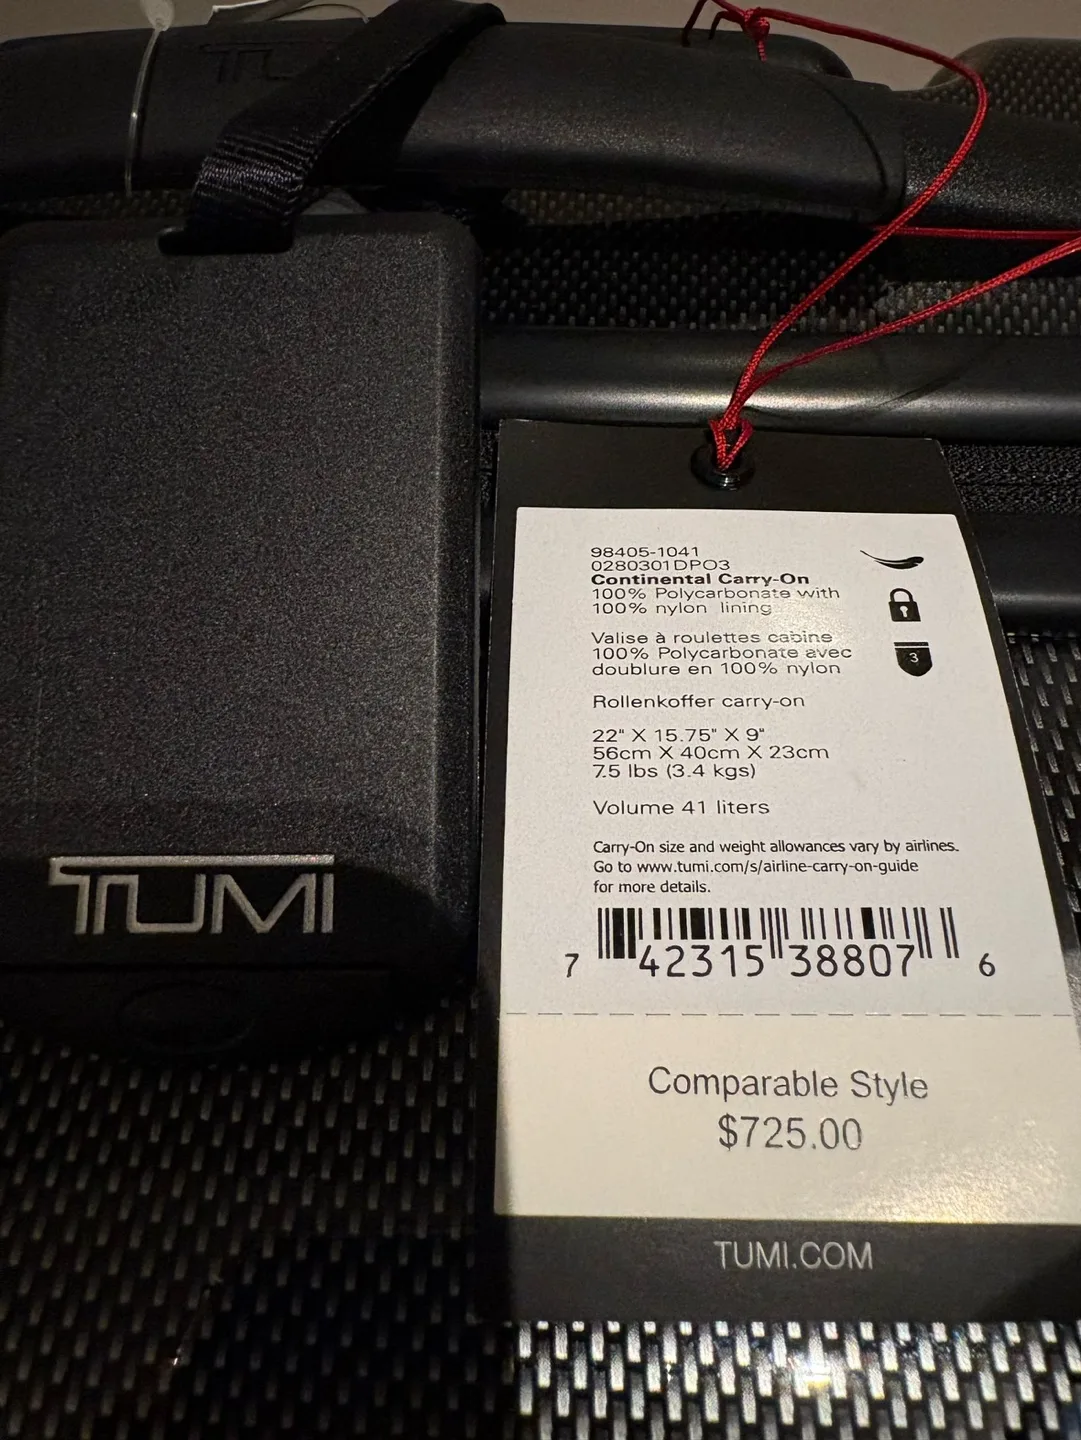 TUMI
98405-1041
0280301DPO3
Continental Carry-On
100% Polycarbonate with
100% nylon lining
Valise à roulettes cabine
100% Polycarbonate avec
doublure en 100% nylon
Rollenkoffer carry-on
22" X 15.75" X 9"
56cm X 40cm X 23cm
7.5 lbs (3.4 kgs)
Volume 41 liters
Carry-On size and weight allowances vary by airlines.
Go to www.tumi.com/s/airline-carry-on-guide
for more details.
7 42315 38807 6
3
Comparable Style
$725.00
TUMI.COM